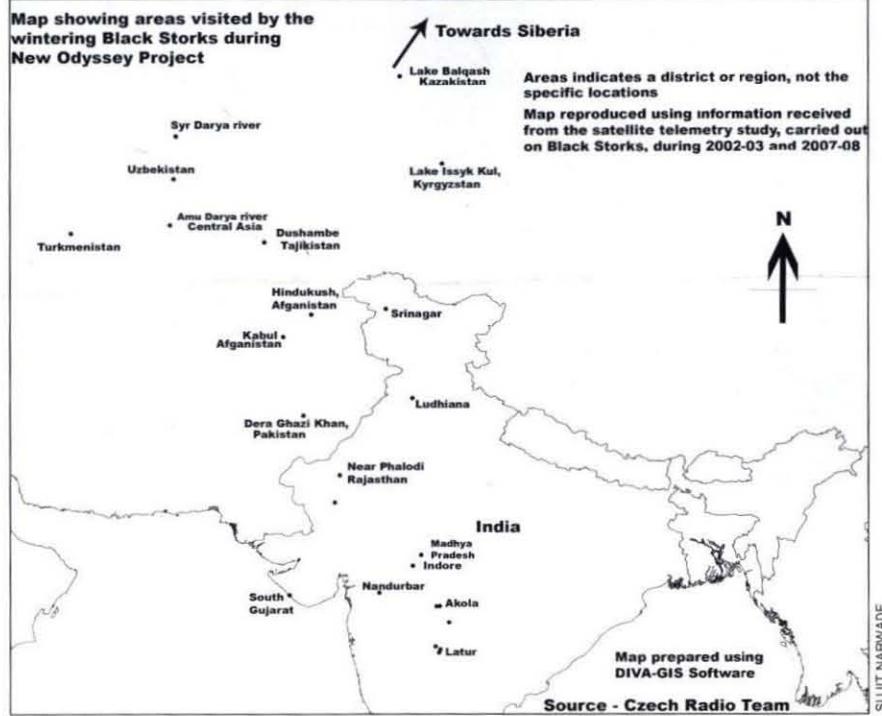 Map showing areas visited by the
wintering Black Storks during
New Odyssey Project
Towards Siberia
Lake Balqash
Kazakistan
Areas indicates a district or region, not the
specific locations
Map reproduced using information received
from the satellite telemetry study, carried out
on Black Storks, during 2002-03 and 2007-08
Syr Darya river
Uzbekistan
Lake Issyk Kul,
Kyrgyzstan
Amu Darya river
Central Asia
Dushambe
Tajikistan
Turkmenistan
N
Hindukush,
Afganistan
Srinagar
Kabul
Afganistan
Ludhiana
Dera Ghazi Khan,
Pakistan
Near Phalodi
Rajasthan
India
Madhya
Pradesh
Indore
Nandurbar
South
Gujarat
Akola
Latur
Map prepared using
DIVA-GIS Software
Source - Czech Radio Team
SUJIT NARWADE